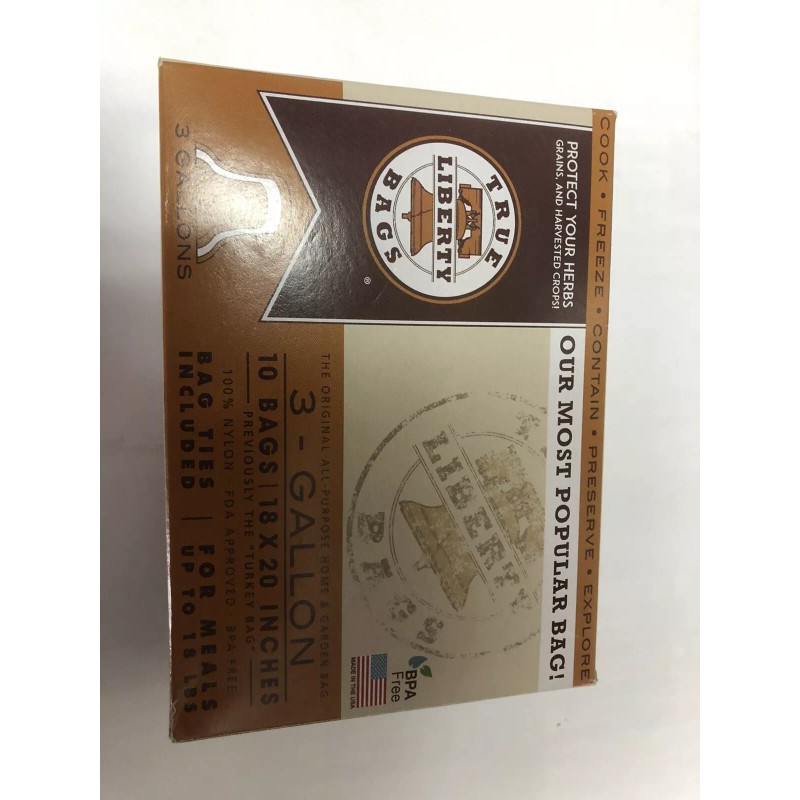 COOK • FREEZE • CONTAIN • PRESERVE • EXPLORE
PROTECT YOUR HERBS
GRAINS, AND HARVESTED CROPS!
OUR MOST POPULAR BAG!
TRUE
LIBERTY
BAGS
®
LIBERTY
BAGS
BPA
Free
MADE IN THE USA
THE ORIGINAL ALL-PURPOSE HOME & GARDEN BAG
3 - GALLON
10 BAGS | 18 X 20 INCHES
PREVIOUSLY THE "TURKEY BAG"
100% NYLON · FDA APPROVED · BPA FREE
3 GALLONS
BAG TIES | FOR MEALS
INCLUDED | UP TO 18 LBS